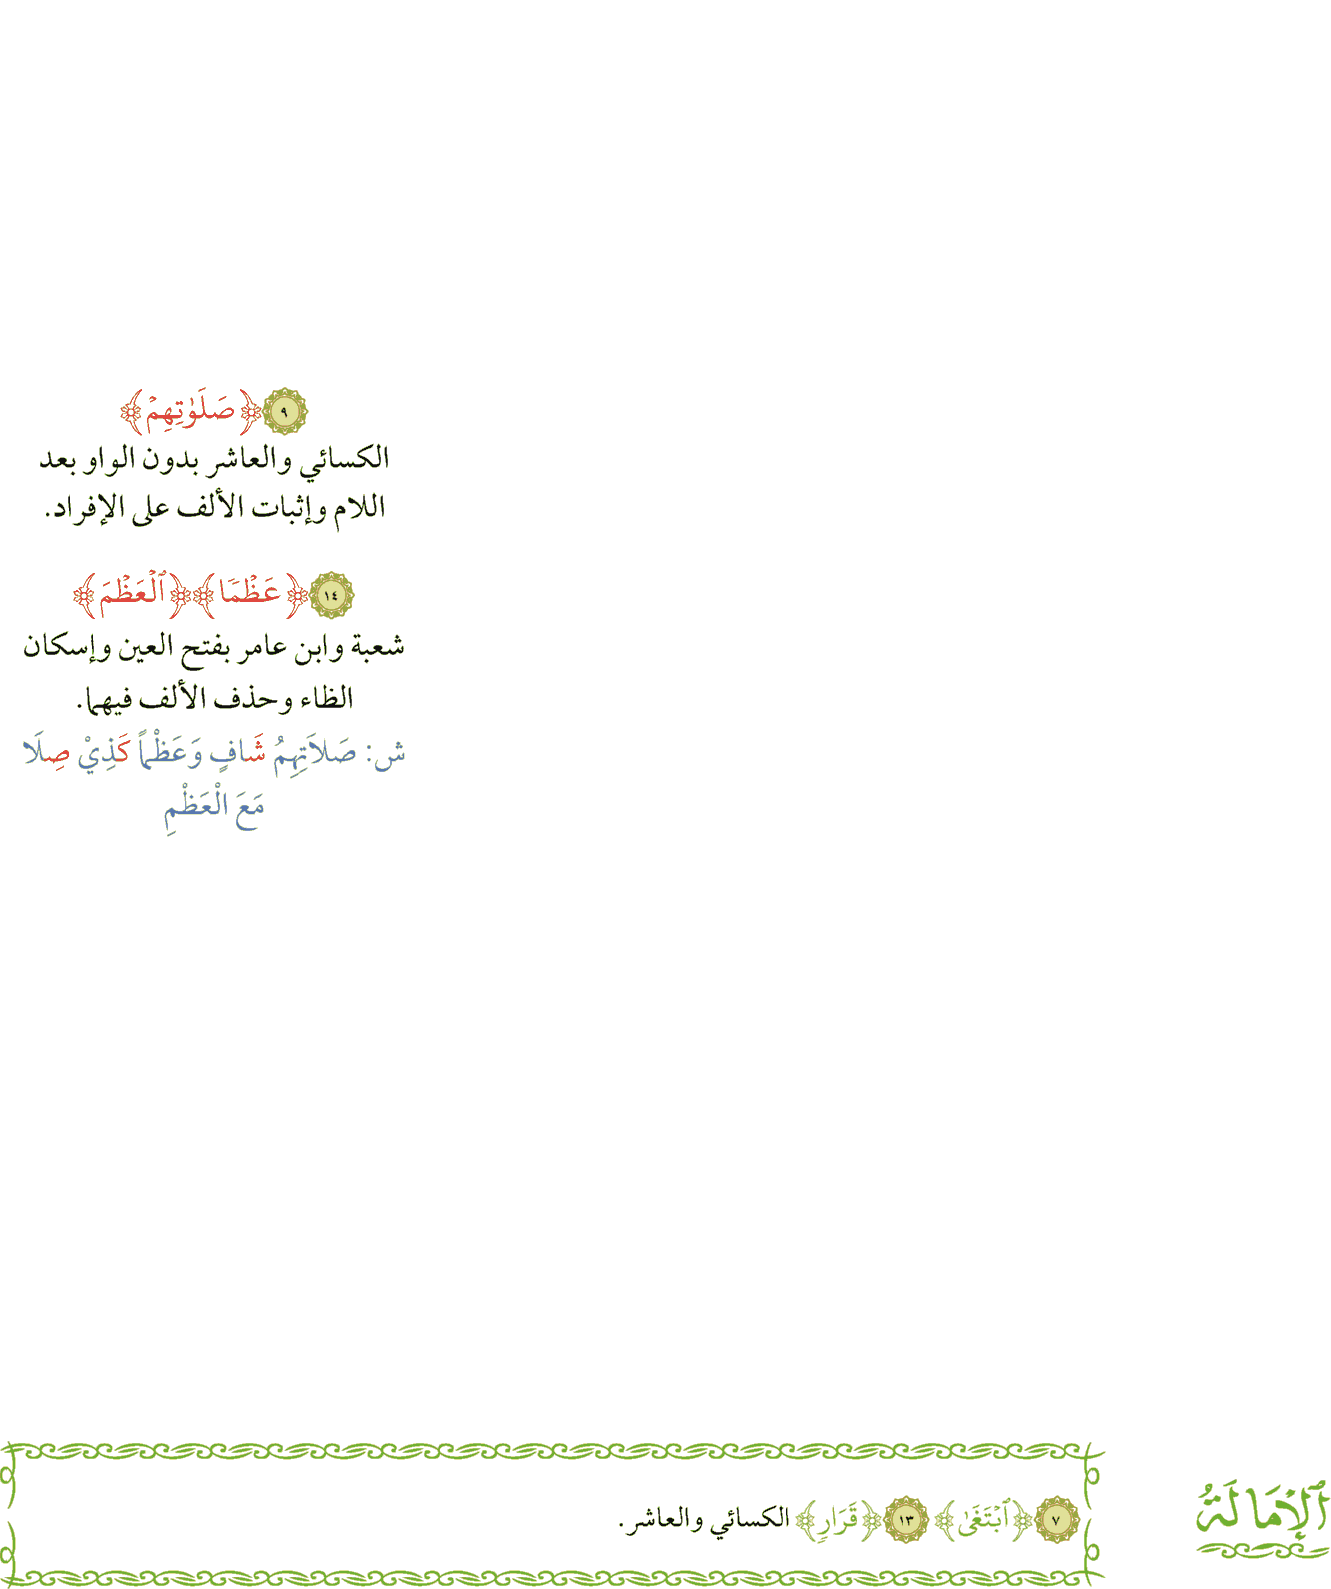 ٩ ﴿صَلَوَٰتِهِمۡ﴾
الكسائي والعاشر بدون الواو بعد
اللام وإثبات الألف على الإفراد.
١٤ ﴿عَظۡمٗا﴾ ﴿ٱلۡعَظۡمَ﴾
شعبة وابن عامر بفتح العين وإسكان
الظاء وحذف الألف فيهما.
ش: صَلاَتِهِمُ شَافٍ وَعَظْماً كَذِيْ صِلَا
مَعَ الْعَظْمِ
ٱلْإِمَالَةُ
٧ ﴿ٱبۡتَغَىٰ﴾ ١٣ ﴿قَرَارٖ﴾ الكسائي والعاشر.